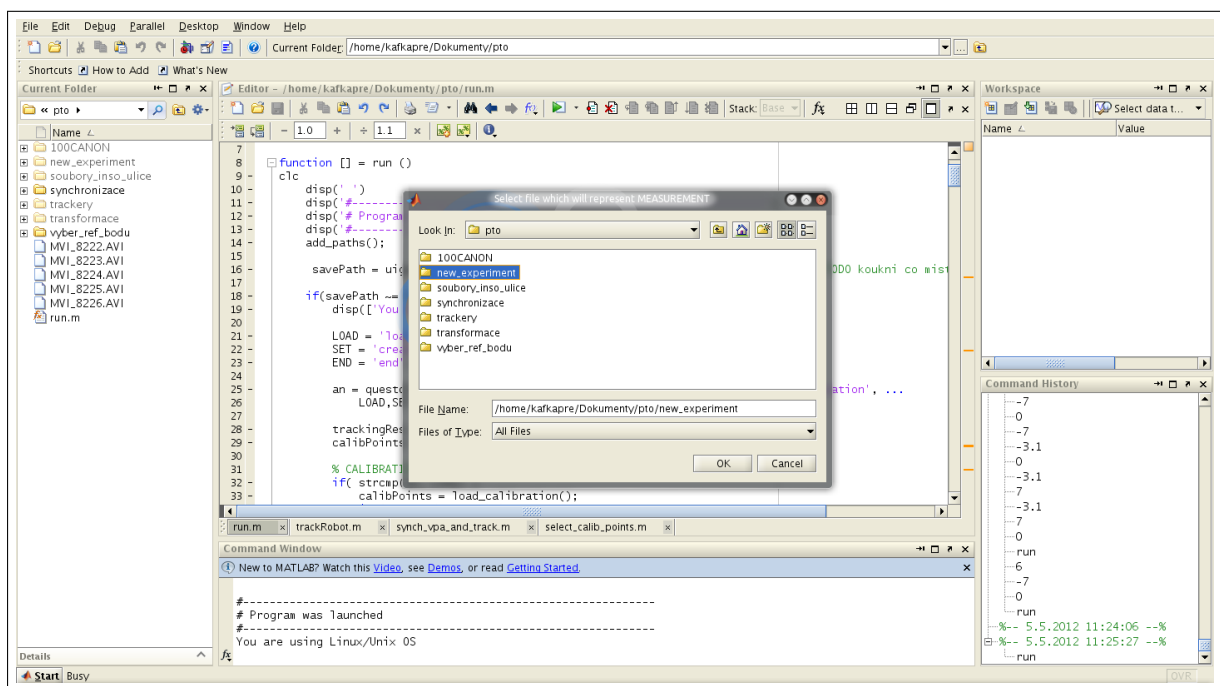 File Edit Debug Parallel Desktop Window Help
Current Folder: /home/kafkapre/Dokumenty/pto
Shortcuts How to Add What's New
Current Folder
« pto
Name
100CANON
new_experiment
soubory_inso_ulice
synchronizace
trackery
transformace
vyber_ref_bodu
MVI_8222.AVI
MVI_8223.AVI
MVI_8224.AVI
MVI_8225.AVI
MVI_8226.AVI
run.m
Details
Editor - /home/kafkapre/Dokumenty/pto/run.m
Stack: Base
fx
− 1.0 + ÷ 1.1 ×
7
8 function [] = run ()
9 - clc
10 - disp(' ')
11 - disp('#--------
12 - disp('# Program
13 - disp('#--------
14 - add_paths();
15
16 - savePath = uig DODO koukni co mist
17
18 - if(savePath ~=
19 - disp(['You
20
21 - LOAD = 'loa
22 - SET = 'crea
23 - END = 'end'
24
25 - an = questd ation', ...
26 LOAD,SE
27
28 - trackingRes
29 - calibPoints
30
31 % CALIBRATI
32 - if( strcmp(
33 - calibPoints = load_calibration();
run.m × trackRobot.m × synch_vpa_and_track.m × select_calib_points.m ×
Select file which will represent MEASUREMENT
Look In: pto
100CANON
new_experiment
soubory_inso_ulice
synchronizace
trackery
transformace
vyber_ref_bodu
File Name: /home/kafkapre/Dokumenty/pto/new_experiment
Files of Type: All Files
OK Cancel
Command Window
New to MATLAB? Watch this Video, see Demos, or read Getting Started.
#---------------------------------------------------------------
# Program was launched
#---------------------------------------------------------------
You are using Linux/Unix OS
fx
Workspace
Select data t...
Name Value
Command History
-7
0
-7
-3.1
0
-3.1
7
-3.1
7
0
run
6
-7
0
run
%-- 5.5.2012 11:24:06 --%
%-- 5.5.2012 11:25:27 --%
run
Start Busy
OVR